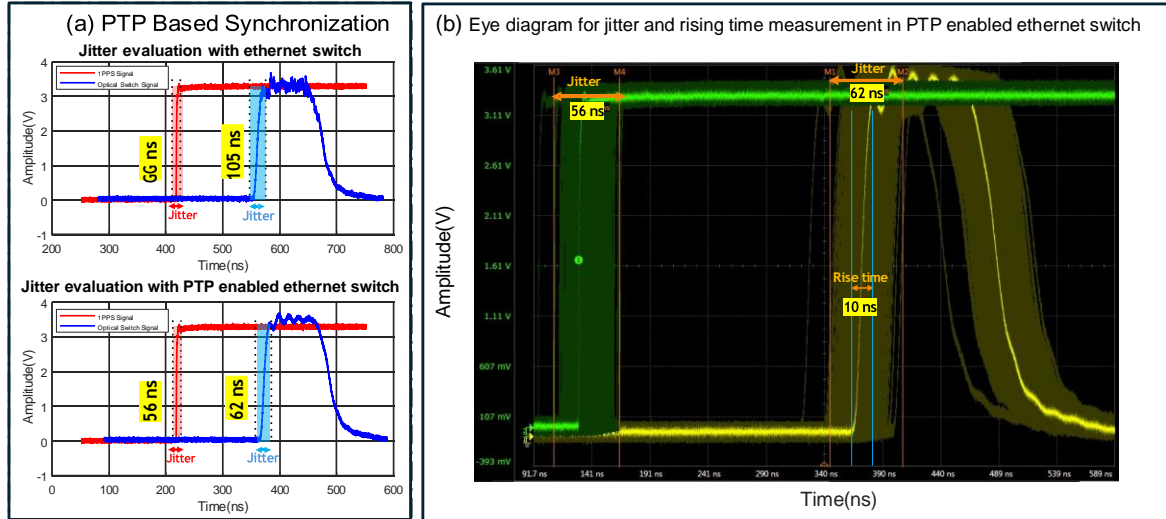 (a) PTP Based Synchronization
Jitter evaluation with ethernet switch
4
3
2
1
0
-1
Amplitude(V)
1PPS Signal
Optical Switch Signal
GG ns
105 ns
Jitter
Jitter
200 300 400 500 600 700 800
Time(ns)
Jitter evaluation with PTP enabled ethernet switch
4
3
2
1
0
-1
Amplitude(V)
1PPS Signal
Optical Switch Signal
56 ns
62 ns
Jitter
Jitter
0 100 200 300 400 500 600
Time(ns)
(b) Eye diagram for jitter and rising time measurement in PTP enabled ethernet switch
Amplitude(V)
3.61 V
3.11 V
2.61 V
2.11 V
1.61 V
1.11 V
607 mV
107 mV
-393 mV
M3 M4
Jitter
56 ns
M1 M2
Jitter
62 ns
1
Rise time
10 ns
91.7 ns 141 ns 191 ns 241 ns 290 ns 340 ns 390 ns 440 ns 489 ns 539 ns 589 ns
Time(ns)